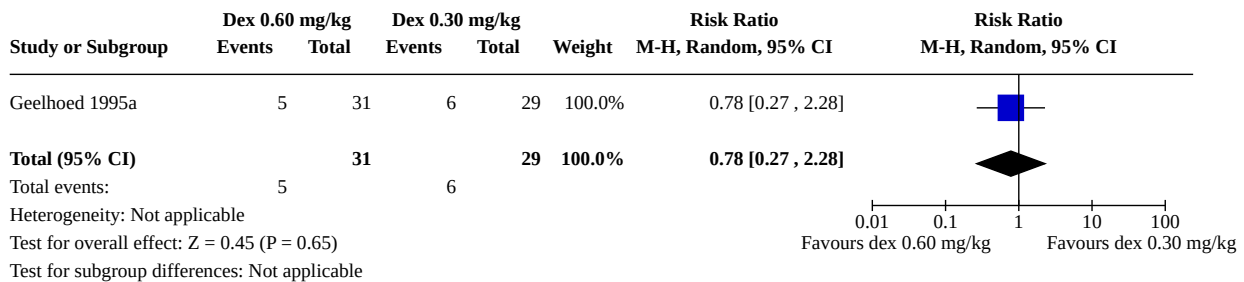 Dex 0.60 mg/kg Dex 0.30 mg/kg Risk Ratio Risk Ratio
Study or Subgroup Events Total Events Total Weight M-H, Random, 95% CI M-H, Random, 95% CI
Geelhoed 1995a 5 31 6 29 100.0% 0.78 [0.27 , 2.28]
Total (95% CI) 31 29 100.0% 0.78 [0.27 , 2.28]
Total events: 5 6
Heterogeneity: Not applicable
0.01 0.1 1 10 100
Test for overall effect: Z = 0.45 (P = 0.65) Favours dex 0.60 mg/kg Favours dex 0.30 mg/kg
Test for subgroup differences: Not applicable